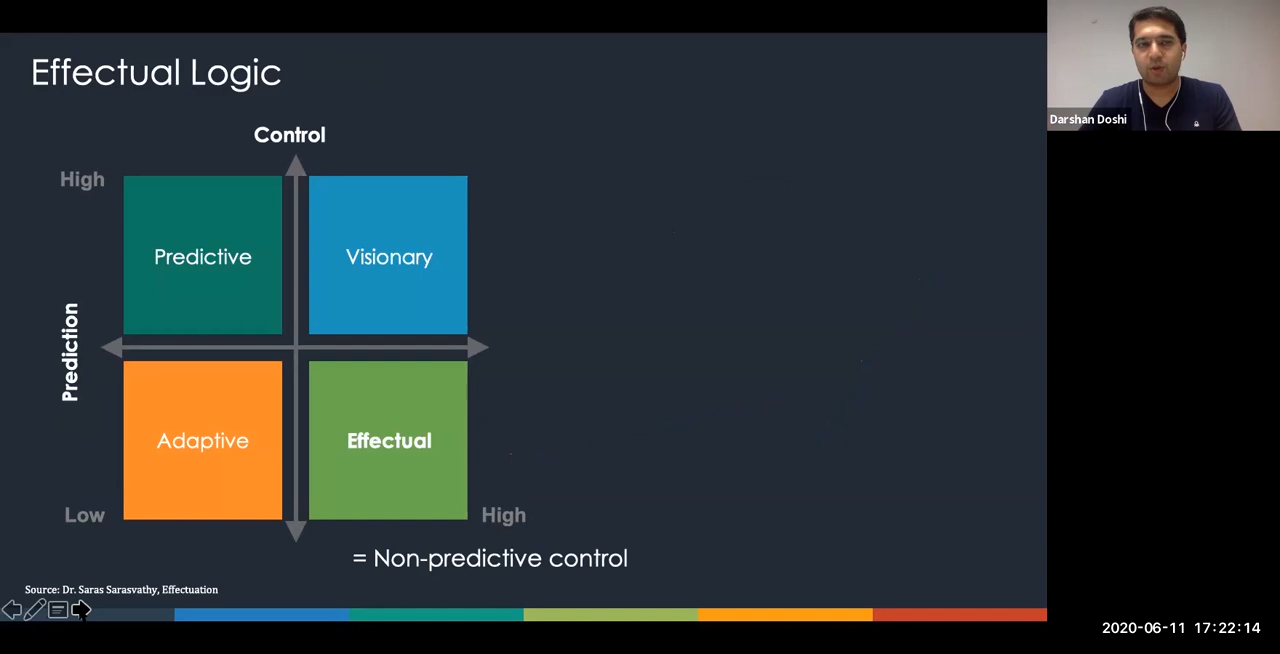 Effectual Logic
Control
High
Predictive
Visionary
Prediction
Adaptive
Effectual
Low
High
= Non-predictive control
Source: Dr. Saras Sarasvathy, Effectuation
Darshan Doshi
2020-06-11 17:22:14